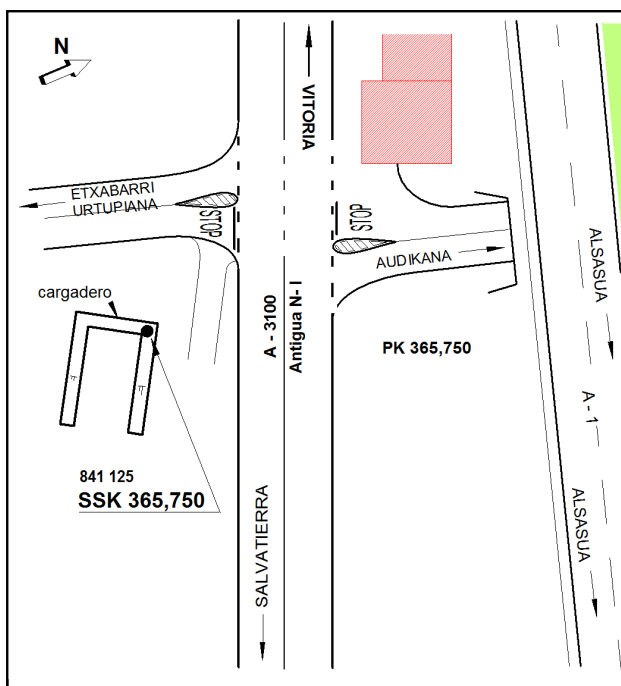 N
VITORIA
ETXABARRI
URTUPIANA
STOP
STOP
AUDIKANA
ALSASUA
cargadero
A - 3100
Antigua N- I
PK 365,750
A - 1
841 125
SSK 365,750
SALVATIERRA
ALSASUA